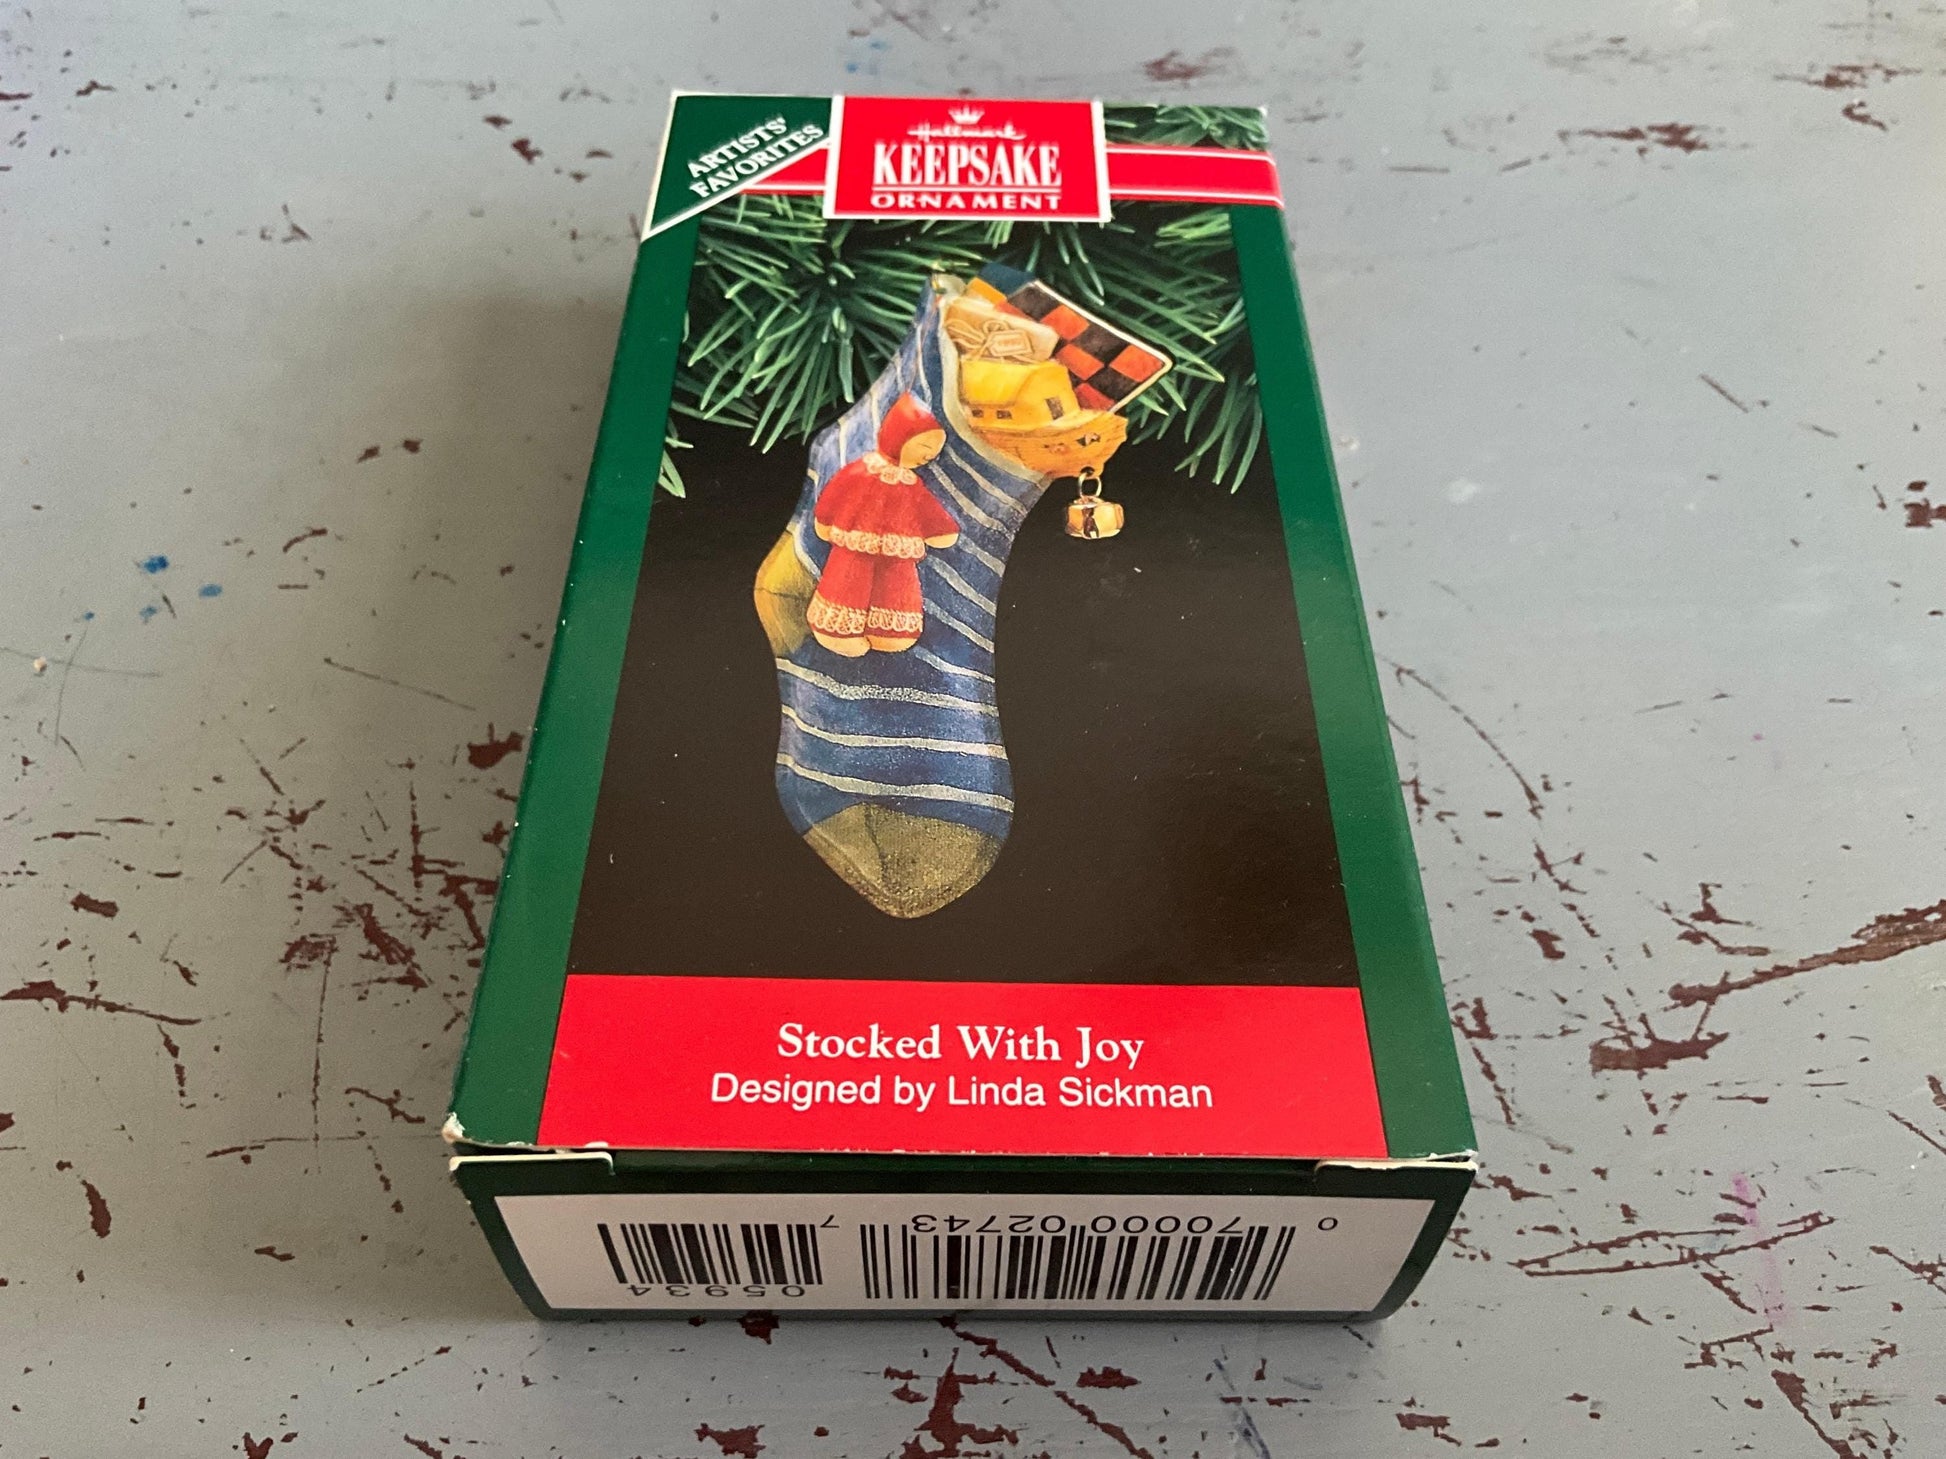 ARTISTS'
FAVORITES
Hallmark
KEEPSAKE
ORNAMENT
Stocked With Joy
Designed by Linda Sickman
0 70000 02743 7
05934